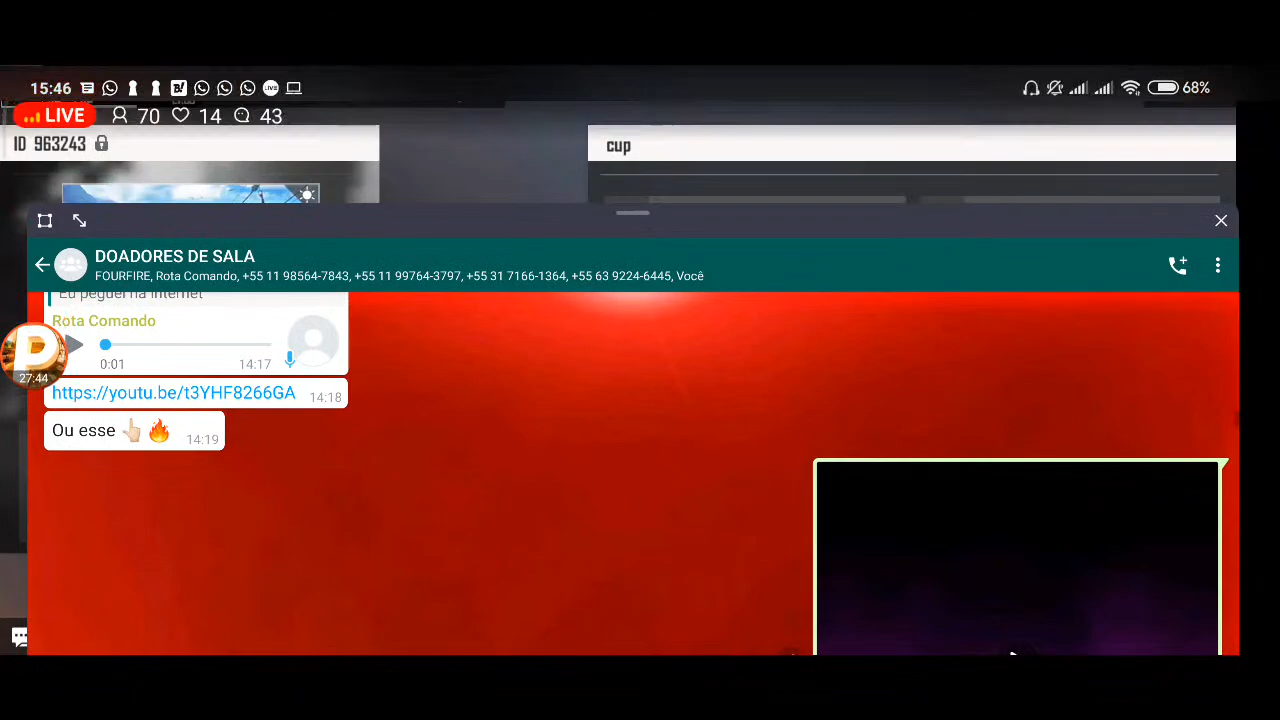 15:46
68%
LIVE 70 14 43
ID 963243
cup
DOADORES DE SALA
FOURFIRE, Rota Comando, +55 11 98564-7843, +55 11 99764-3797, +55 31 7166-1364, +55 63 9224-6445, Você
Eu peguei na internet
Rota Comando
0:01 14:17
27:44
https://youtu.be/t3YHF8266GA 14:18
Ou esse 👆🏻🔥 14:19